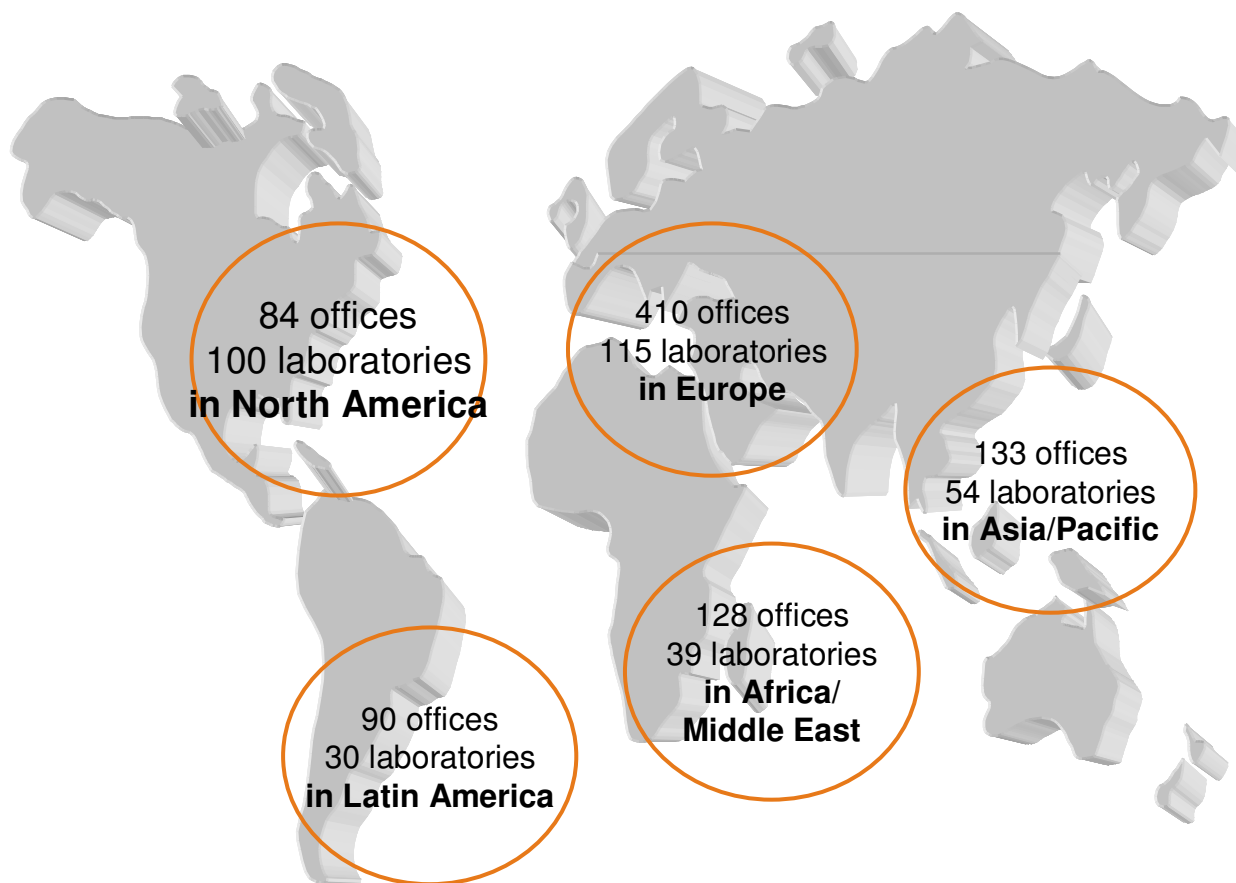 84 offices
100 laboratories
in North America
410 offices
115 laboratories
in Europe
133 offices
54 laboratories
in Asia/Pacific
128 offices
39 laboratories
in Africa/
Middle East
90 offices
30 laboratories
in Latin America